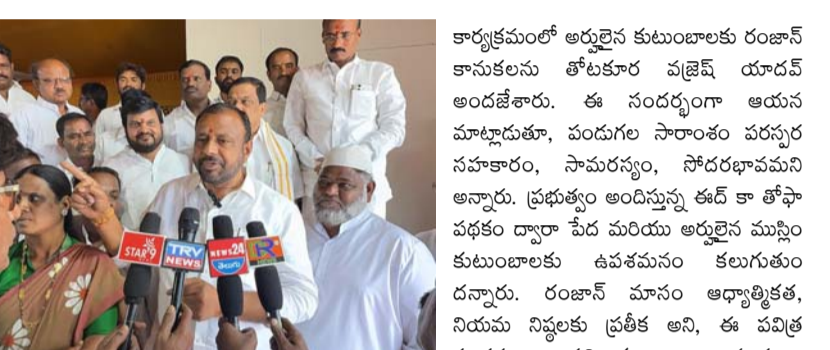 STAR9
TRV
NEWS
NEWS24
తెలుగు
R
కార్యక్రమంలో అర్హులైన కుటుంబాలకు రంజాన్
కానుకలను తోటకూర వజ్రేష్ యాదవ్
అందజేశారు. ఈ సందర్భంగా ఆయన
మాట్లాడుతూ, పండుగల సారాంశం పరస్పర
సహకారం, సామరస్యం, సోదరభావమని
అన్నారు. ప్రభుత్వం అందిస్తున్న ఈద్ కా తోఫా
పథకం ద్వారా పేద మరియు అర్హులైన ముస్లిం
కుటుంబాలకు ఉపశమనం కలుగుతుం
దన్నారు. రంజాన్ మాసం ఆధ్యాత్మికత,
నియమ నిష్ఠలకు ప్రతీక అని, ఈ పవిత్ర